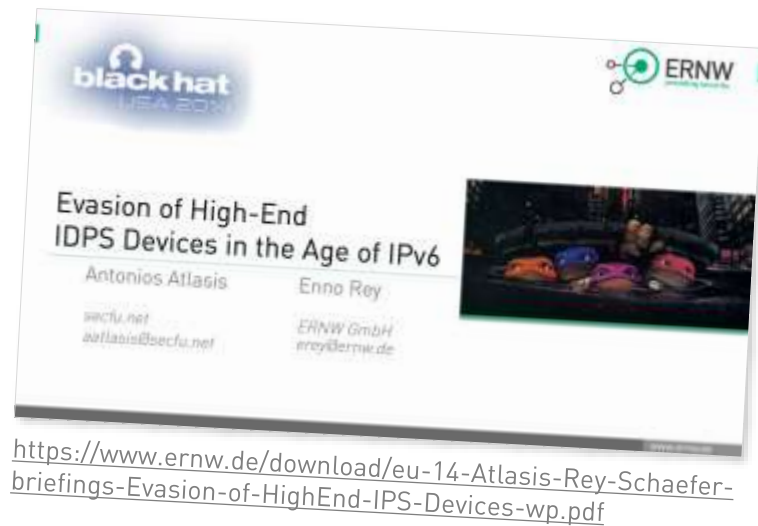 black hat
USA 20
ERNW
Evasion of High-End
IDPS Devices in the Age of IPv6
Antonios Atlasis
Enno Rey
secfu.net
aatlasis@secfu.net
ERNW GmbH
erey@ernw.de
https://www.ernw.de/download/eu-14-Atlasis-Rey-Schaefer-
briefings-Evasion-of-HighEnd-IPS-Devices-wp.pdf